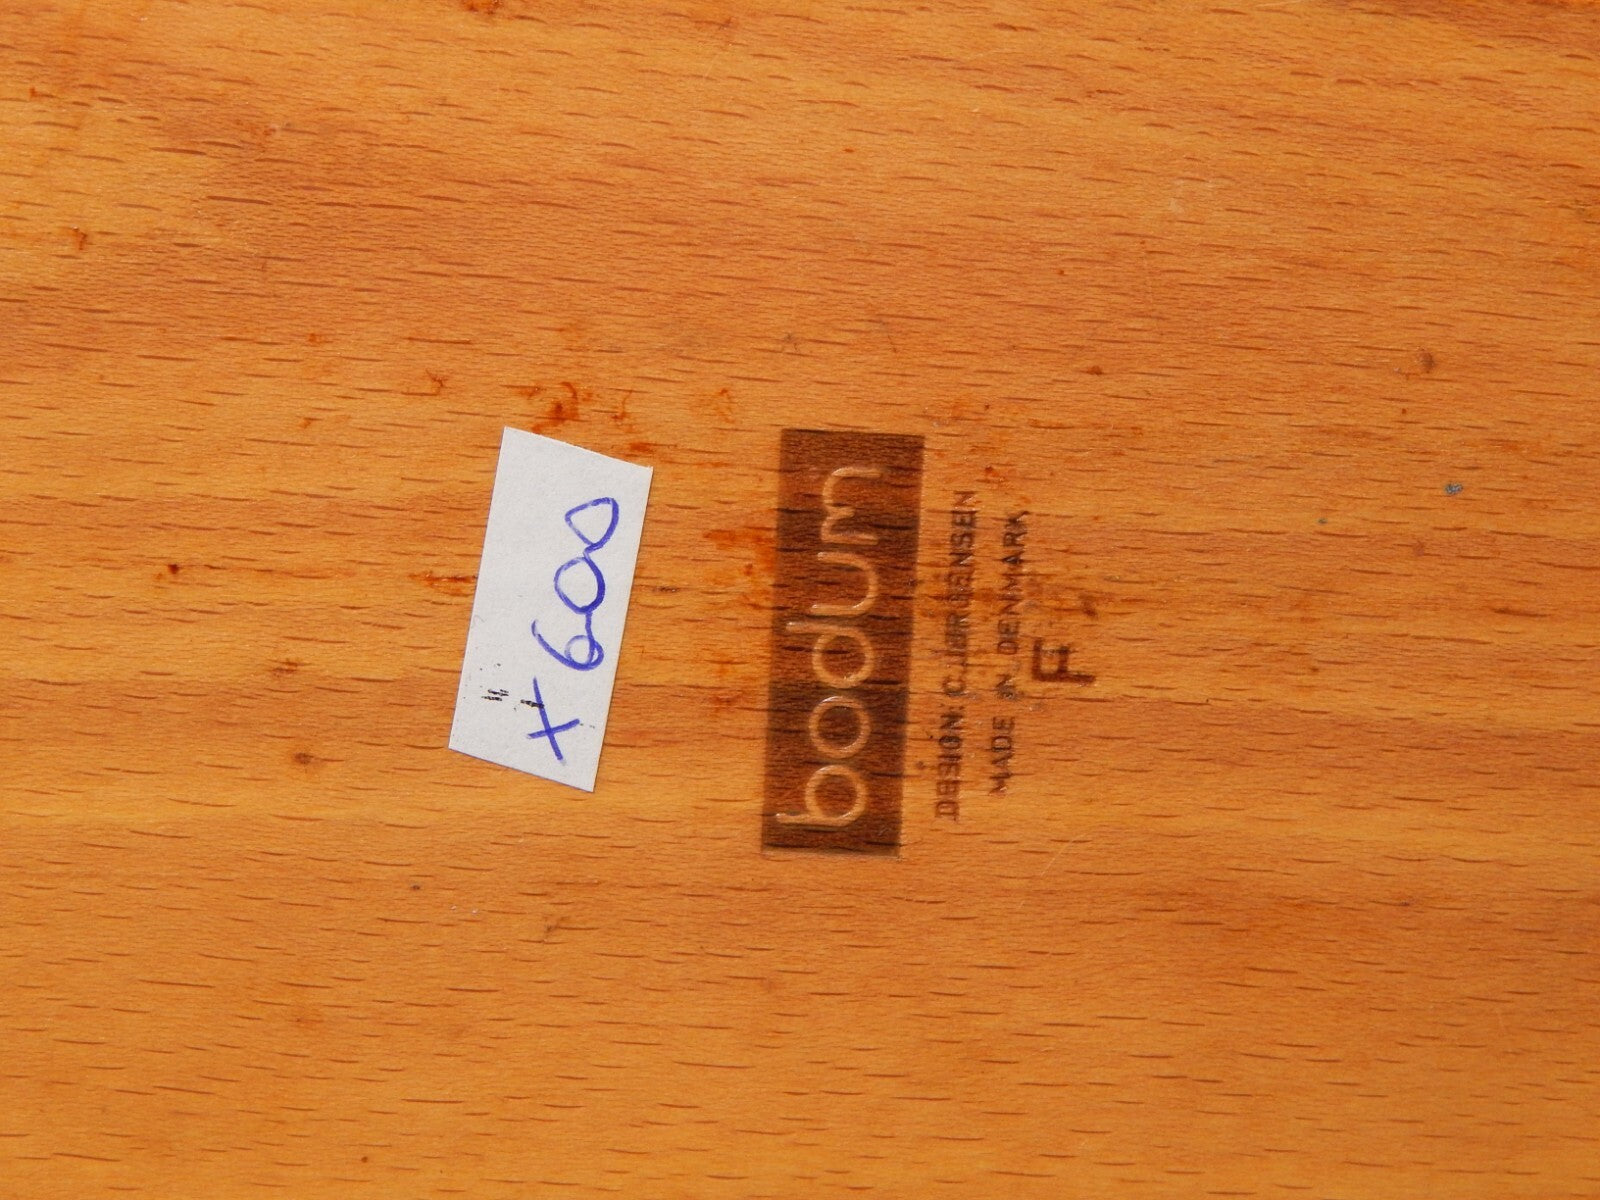 x 600
bodum
DESIGN: C. JØRGENSEN
MADE IN DENMARK
F